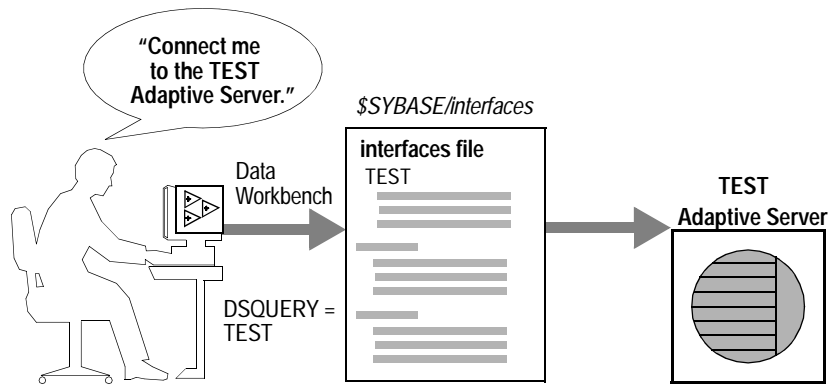 “Connect me
to the TEST
Adaptive Server.”
$SYBASE/interfaces
interfaces file
TEST
Data
Workbench
DSQUERY =
TEST
TEST
Adaptive Server